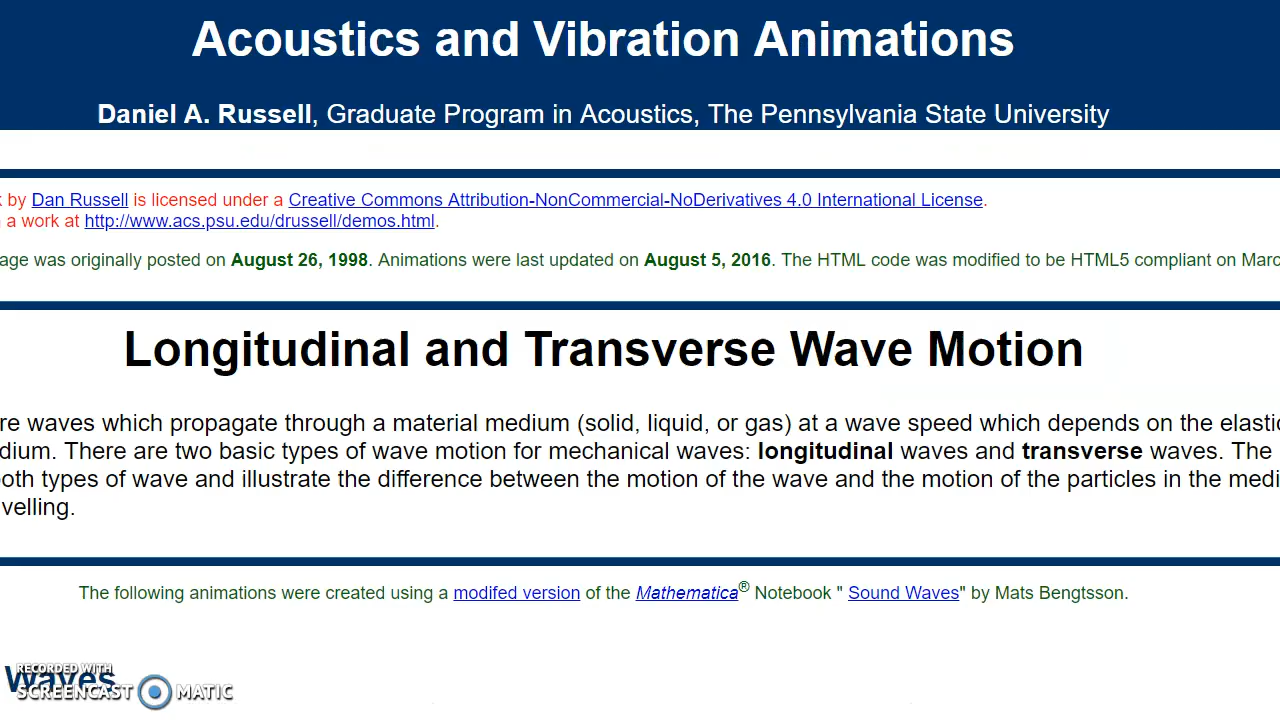 Acoustics and Vibration Animations
Daniel A. Russell, Graduate Program in Acoustics, The Pennsylvania State University
by Dan Russell is licensed under a Creative Commons Attribution-NonCommercial-NoDerivatives 4.0 International License.
a work at http://www.acs.psu.edu/drussell/demos.html.
age was originally posted on August 26, 1998. Animations were last updated on August 5, 2016. The HTML code was modified to be HTML5 compliant on Marc
Longitudinal and Transverse Wave Motion
re waves which propagate through a material medium (solid, liquid, or gas) at a wave speed which depends on the elastic
dium. There are two basic types of wave motion for mechanical waves: longitudinal waves and transverse waves. The
oth types of wave and illustrate the difference between the motion of the wave and the motion of the particles in the medi
velling.
The following animations were created using a modifed version of the Mathematica® Notebook " Sound Waves" by Mats Bengtsson.
Waves
RECORDED WITH
SCREENCAST MATIC